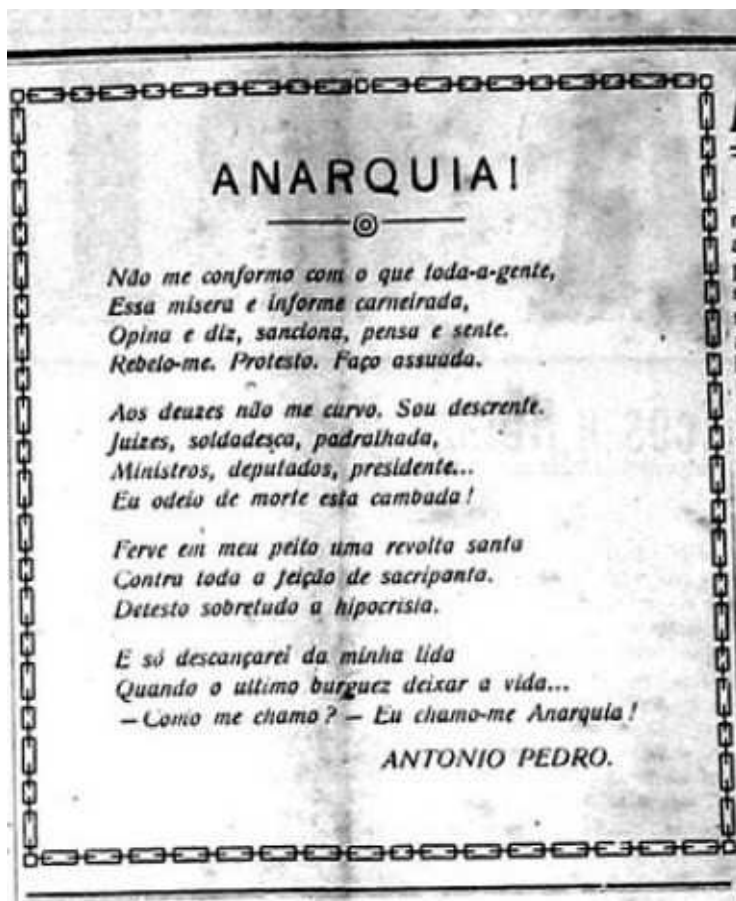 ANARQUIA!
Não me conformo com o que toda-a-gente,
Essa misera e informe carneirada,
Opina e diz, sanciona, pensa e sente.
Rebelo-me. Protesto. Faço assuada.
Aos deuzes não me curvo. Sou descrente.
Juizes, soldadesca, padralhada,
Ministros, deputados, presidente...
Eu odeio de morte esta cambada!
Ferve em meu peito uma revolta santa
Contra toda a feição de sacripanta.
Detesto sobretudo a hipocrisia.
E só descançarei da minha lida
Quando o ultimo burguez deixar a vida...
— Como me chamo? — Eu chamo-me Anarquia!
ANTONIO PEDRO.